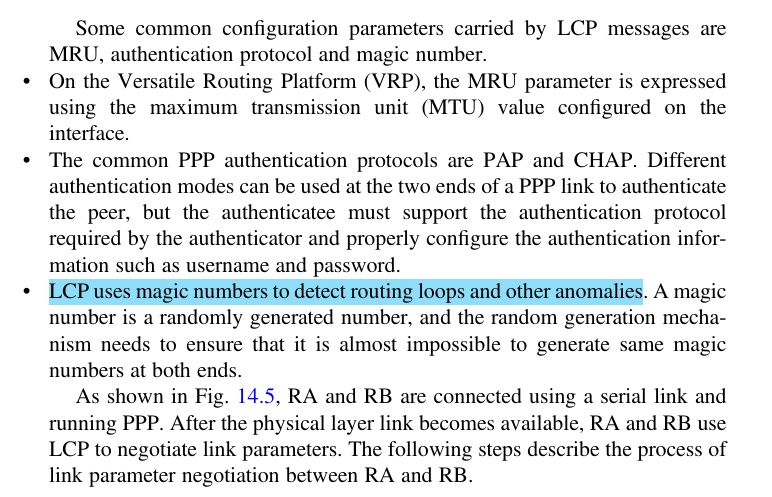 Some common configuration parameters carried by LCP messages are
MRU, authentication protocol and magic number.
• On the Versatile Routing Platform (VRP), the MRU parameter is expressed
using the maximum transmission unit (MTU) value configured on the
interface.
• The common PPP authentication protocols are PAP and CHAP. Different
authentication modes can be used at the two ends of a PPP link to authenticate
the peer, but the authenticatee must support the authentication protocol
required by the authenticator and properly configure the authentication infor-
mation such as username and password.
• LCP uses magic numbers to detect routing loops and other anomalies. A magic
number is a randomly generated number, and the random generation mecha-
nism needs to ensure that it is almost impossible to generate same magic
numbers at both ends.
As shown in Fig. 14.5, RA and RB are connected using a serial link and
running PPP. After the physical layer link becomes available, RA and RB use
LCP to negotiate link parameters. The following steps describe the process of
link parameter negotiation between RA and RB.